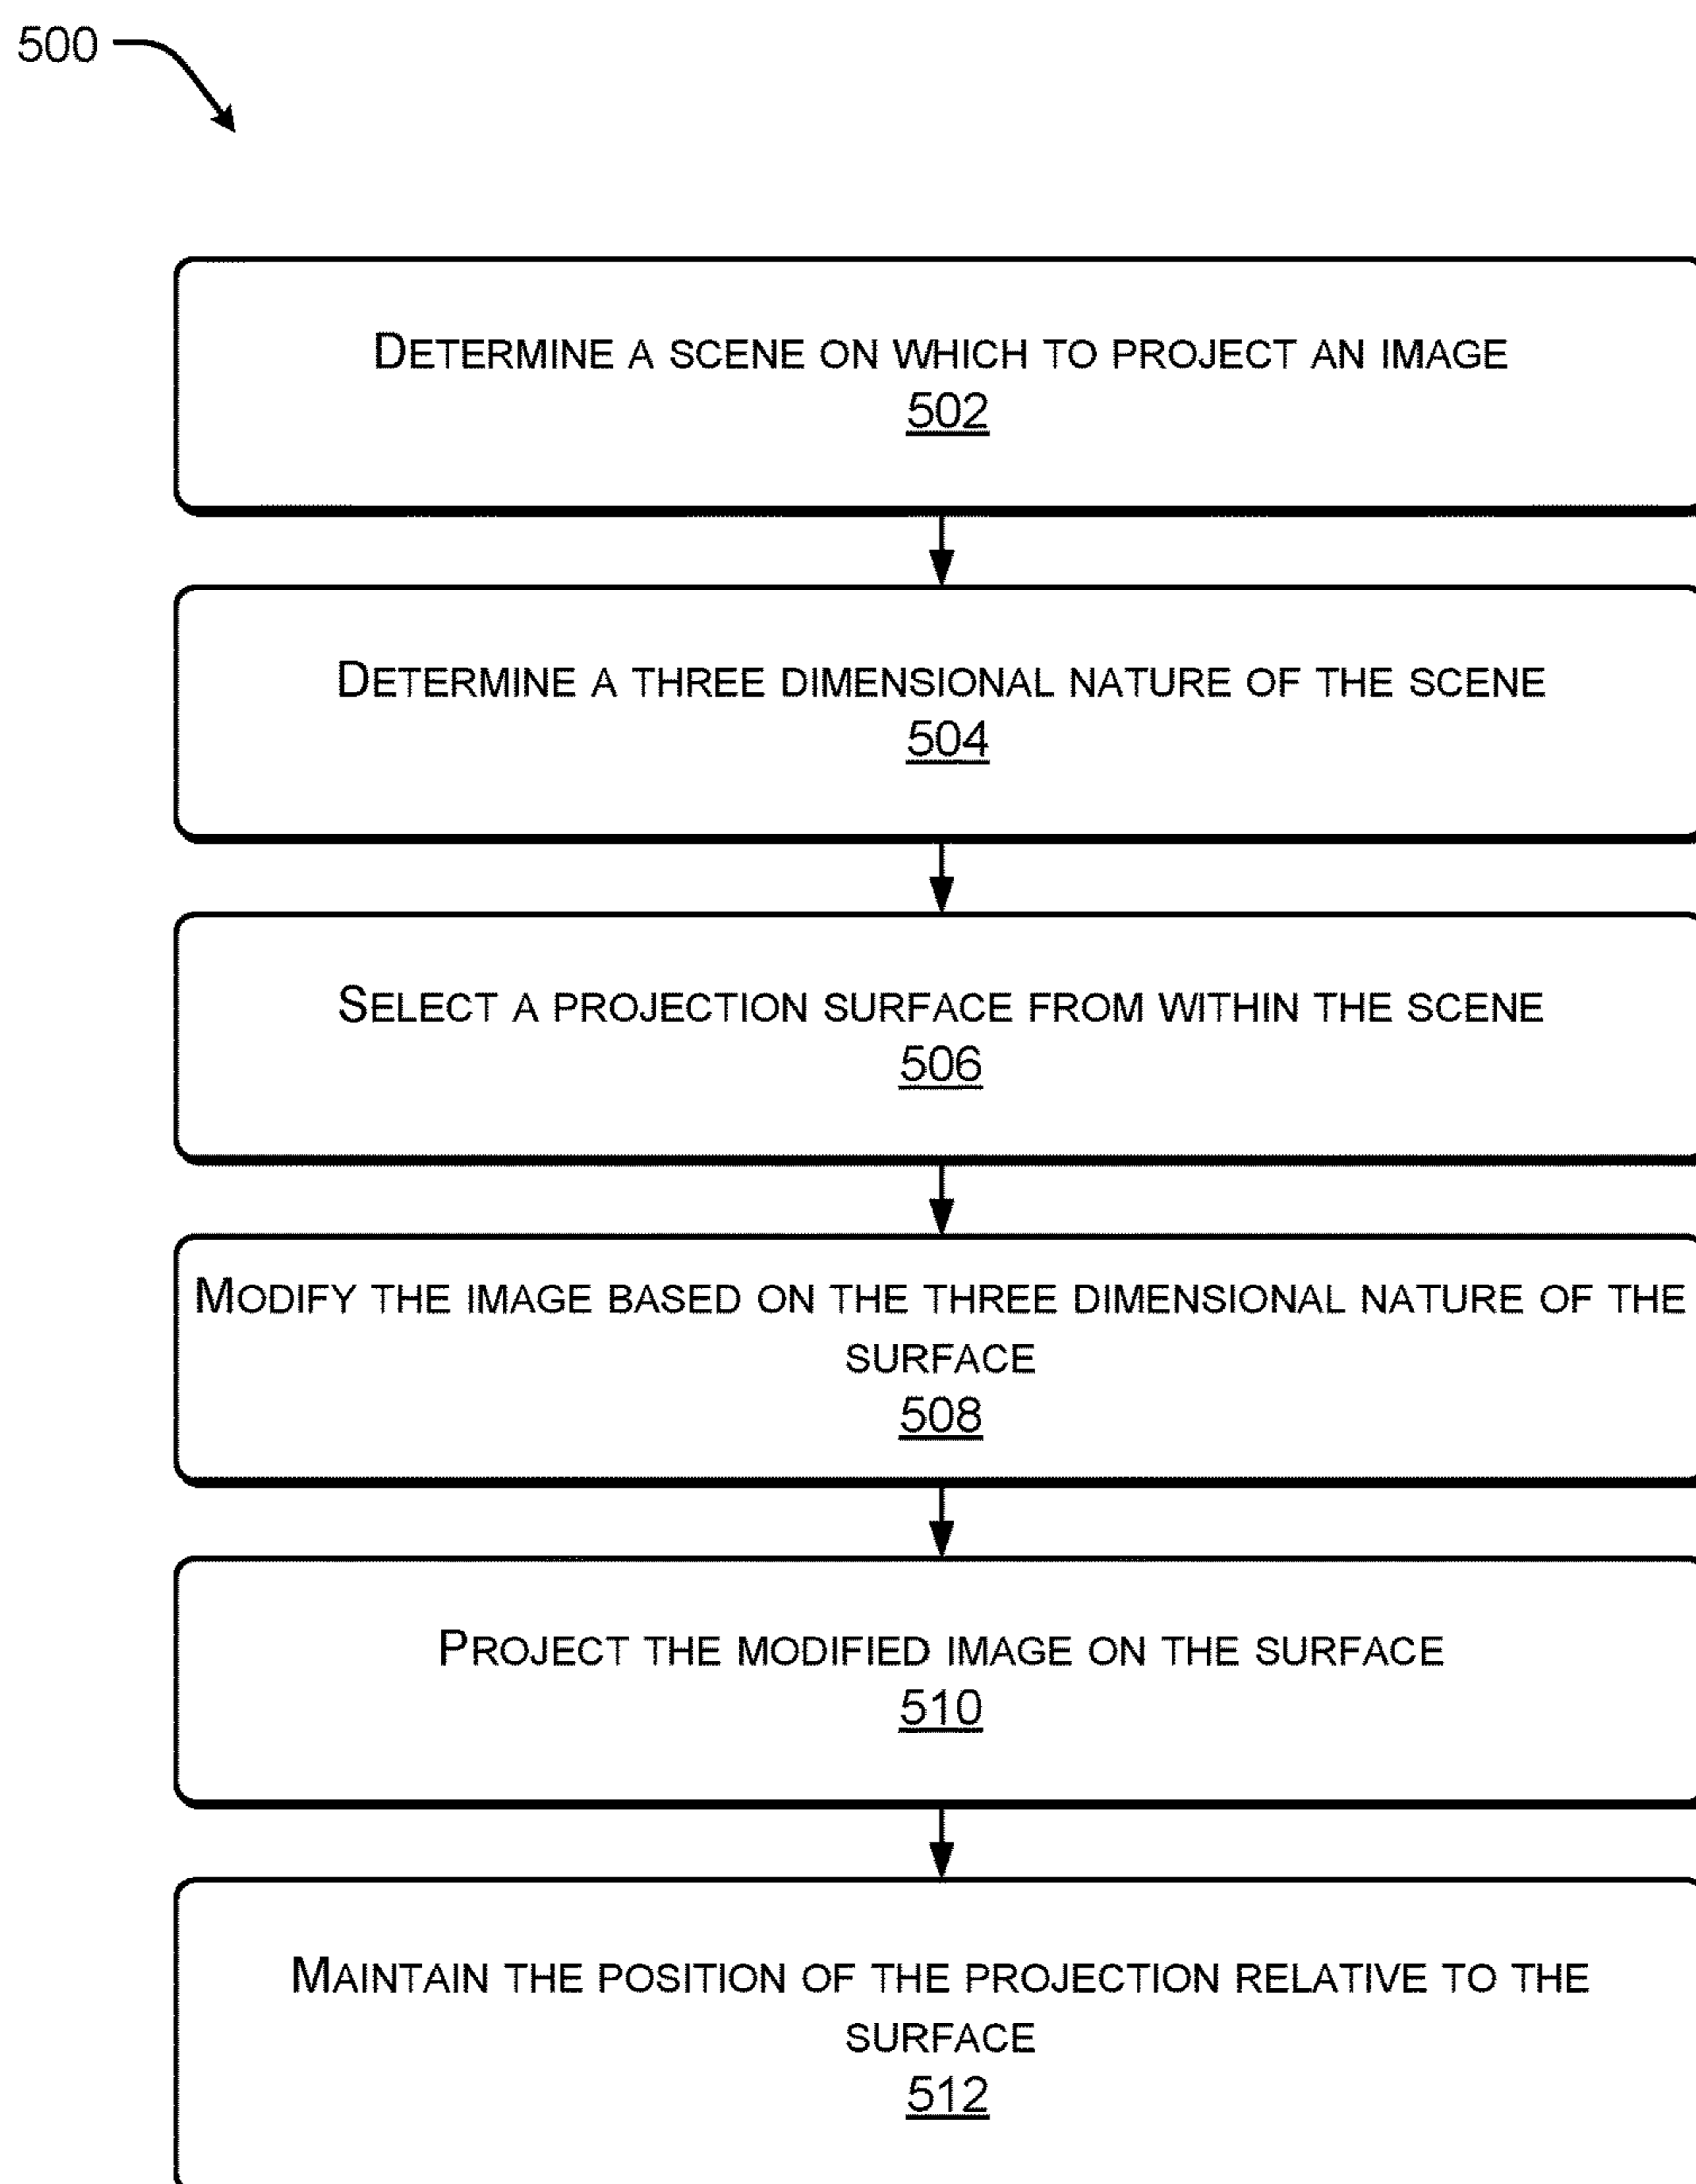 500
DETERMINE A SCENE ON WHICH TO PROJECT AN IMAGE
502
DETERMINE A THREE DIMENSIONAL NATURE OF THE SCENE
504
SELECT A PROJECTION SURFACE FROM WITHIN THE SCENE
506
MODIFY THE IMAGE BASED ON THE THREE DIMENSIONAL NATURE OF THE
SURFACE
508
PROJECT THE MODIFIED IMAGE ON THE SURFACE
510
MAINTAIN THE POSITION OF THE PROJECTION RELATIVE TO THE
SURFACE
512